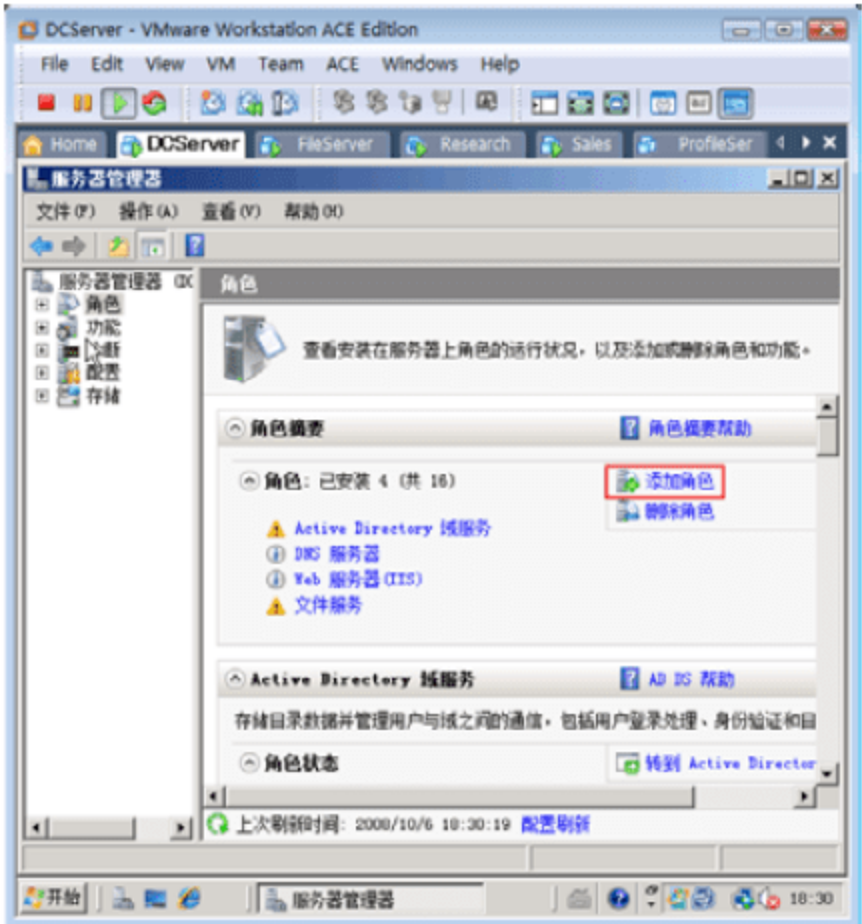 DCServer - VMware Workstation ACE Edition
File Edit View VM Team ACE Windows Help
Home DCServer FileServer Research Sales ProfileSer
服务器管理器
文件(F) 操作(A) 查看(V) 帮助(H)
服务器管理器 (DC
角色
功能
诊断
配置
存储
角色
查看安装在服务器上角色的运行状况，以及添加或删除角色和功能。
角色摘要 角色摘要帮助
角色: 已安装 4 (共 16) 添加角色
删除角色
Active Directory 域服务
DNS 服务器
Web 服务器(IIS)
文件服务
Active Directory 域服务 AD DS 帮助
存储目录数据并管理用户与域之间的通信，包括用户登录处理、身份验证和目
角色状态 转到 Active Director
上次刷新时间: 2008/10/6 18:30:19 配置刷新
开始 服务器管理器 18:30